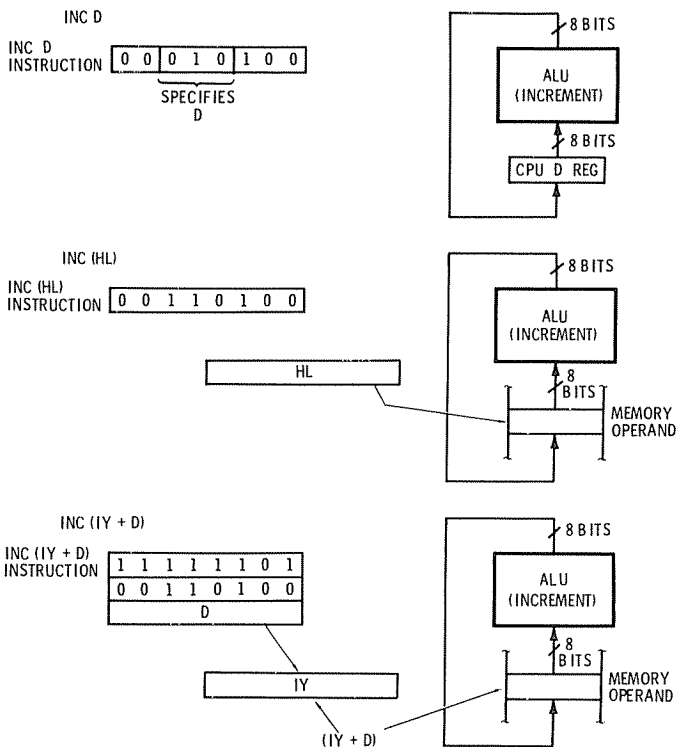 INC D
INC D
INSTRUCTION
0 0 0 1 0 1 0 0
SPECIFIES
D
8 BITS
ALU
(INCREMENT)
8 BITS
CPU D REG
INC (HL)
INC (HL)
INSTRUCTION
0 0 1 1 0 1 0 0
HL
8 BITS
ALU
(INCREMENT)
8
BITS
MEMORY
OPERAND
INC (IY + D)
INC (IY + D)
INSTRUCTION
1 1 1 1 1 1 0 1
0 0 1 1 0 1 0 0
D
IY
(IY + D)
8 BITS
ALU
(INCREMENT)
8
BITS
MEMORY
OPERAND